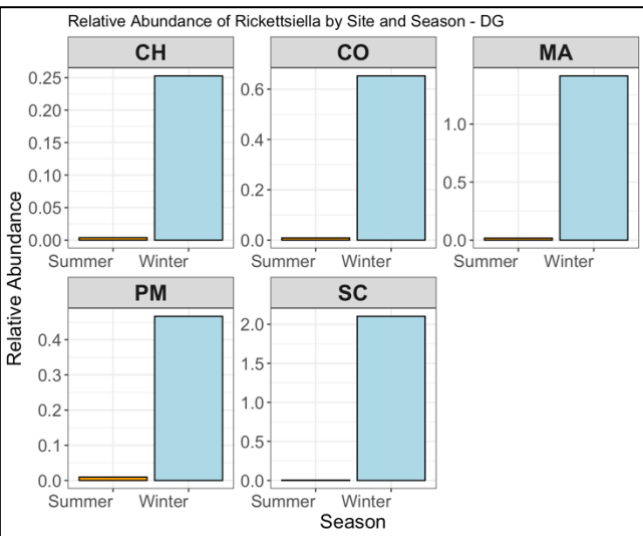 Relative Abundance of Rickettsiella by Site and Season - DG
CH
CO
MA
0.25
0.20
0.15
0.10
0.05
0.00
0.6
0.4
0.2
0.0
1.0
0.5
0.0
Summer Winter
Summer Winter
Summer Winter
PM
SC
0.4
0.3
0.2
0.1
0.0
2.0
1.5
1.0
0.5
0.0
Summer Winter
Summer Winter
Relative Abundance
Season